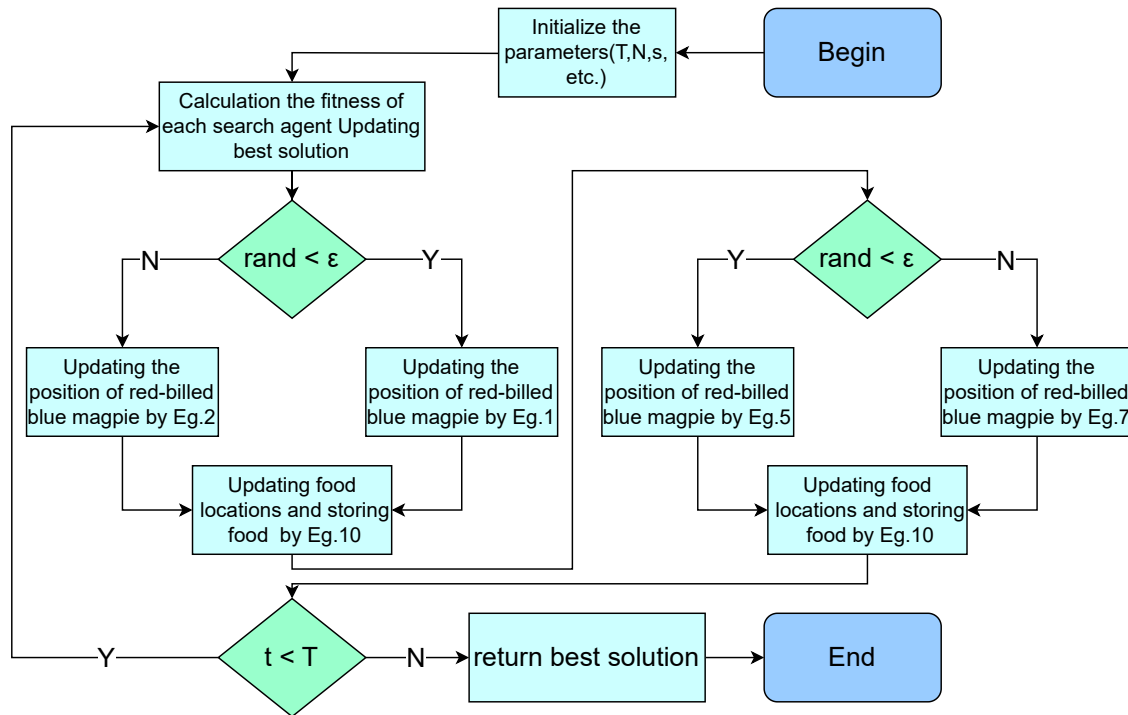 Begin
Initialize the
parameters(T,N,s,
etc.)
Calculation the fitness of
each search agent Updating
best solution
rand < ε
N
Y
Updating the
position of red-billed
blue magpie by Eg.2
Updating the
position of red-billed
blue magpie by Eg.1
Updating food
locations and storing
food by Eg.10
rand < ε
Y
N
Updating the
position of red-billed
blue magpie by Eg.5
Updating the
position of red-billed
blue magpie by Eg.7
Updating food
locations and storing
food by Eg.10
t < T
Y
N
return best solution
End